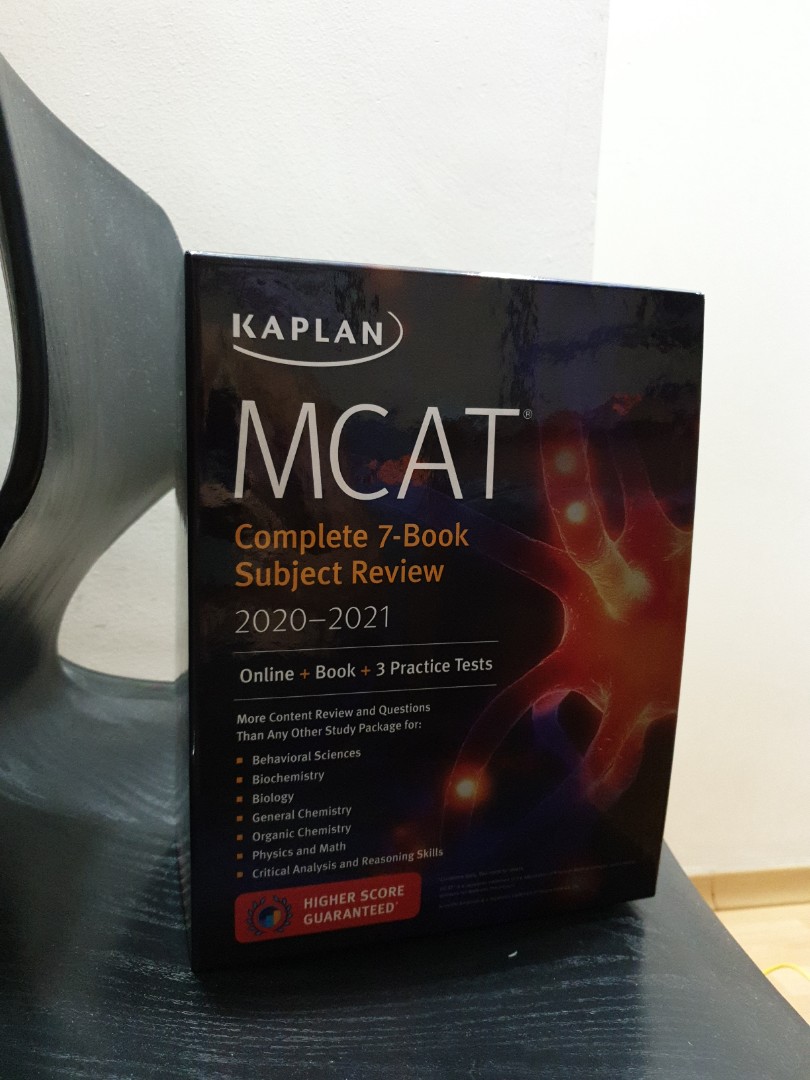 KAPLAN
MCAT®
Complete 7-Book
Subject Review
2020–2021
Online + Book + 3 Practice Tests
More Content Review and Questions
Than Any Other Study Package for:
▪ Behavioral Sciences
▪ Biochemistry
▪ Biology
▪ General Chemistry
▪ Organic Chemistry
▪ Physics and Math
▪ Critical Analysis and Reasoning Skills
HIGHER SCORE
GUARANTEED*